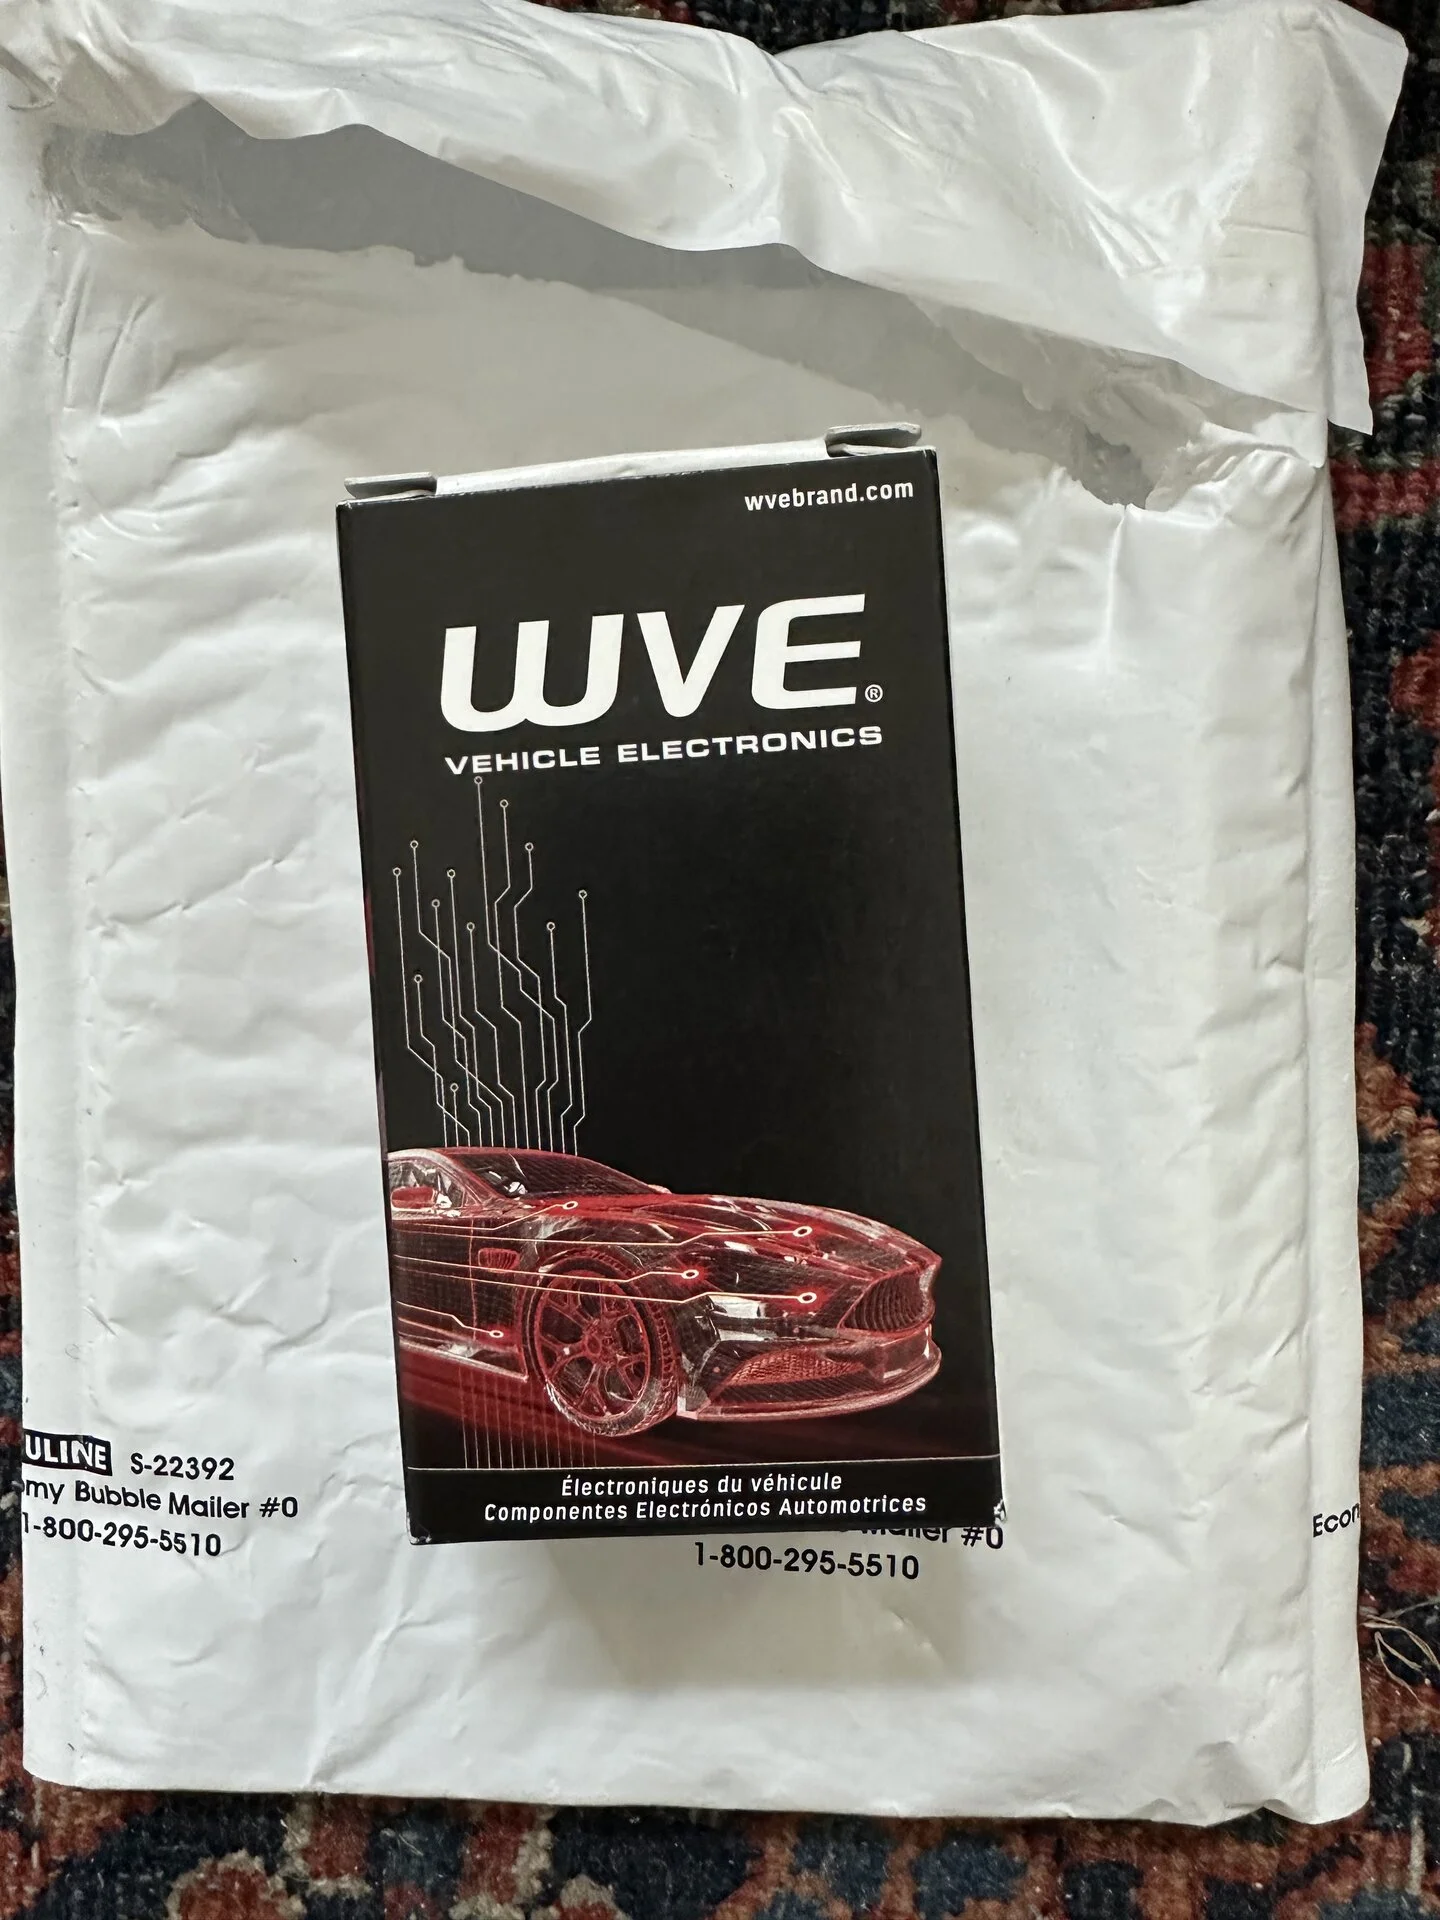 wvebrand.com
WVE®
VEHICLE ELECTRONICS
Électroniques du véhicule
Componentes Electrónicos Automotrices
ULINE S-22392
my Bubble Mailer #0
1-800-295-5510
Mailer #0
1-800-295-5510
Econ